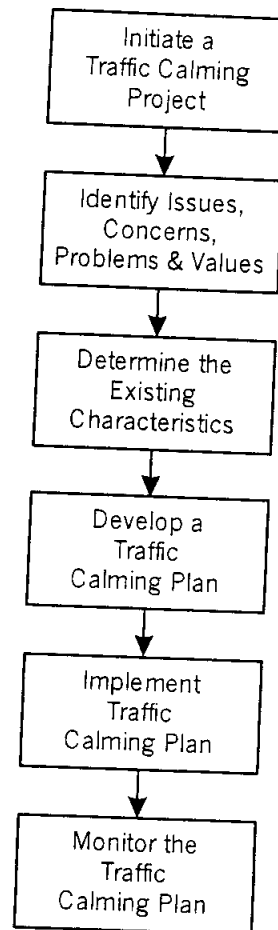 Initiate a
Traffic Calming
Project
Identify Issues,
Concerns,
Problems & Values
Determine the
Existing
Characteristics
Develop a
Traffic
Calming Plan
Implement
Traffic
Calming Plan
Monitor the
Traffic
Calming Plan